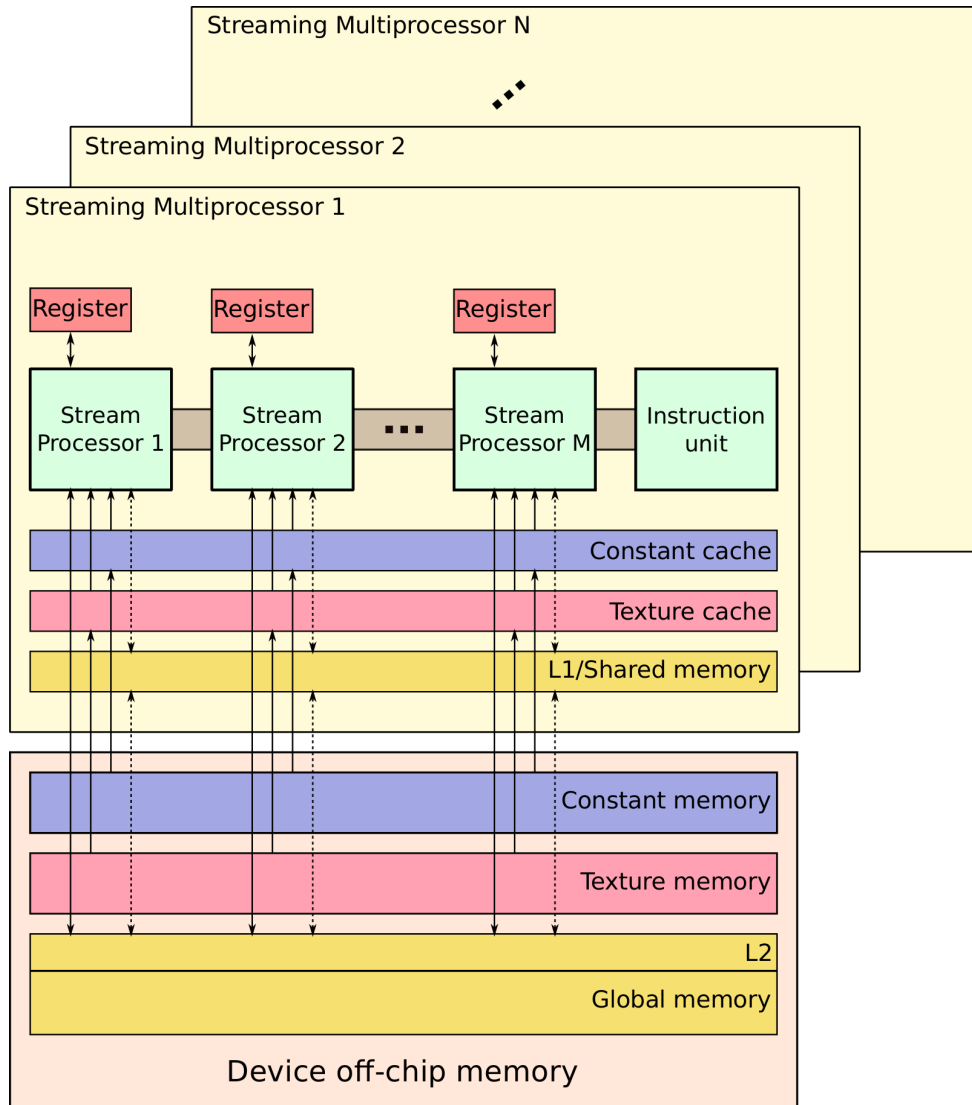 Streaming Multiprocessor N
Streaming Multiprocessor 2
Streaming Multiprocessor 1
Register
Register
Register
Stream
Processor 1
Stream
Processor 2
...
Stream
Processor M
Instruction
unit
Constant cache
Texture cache
L1/Shared memory
Constant memory
Texture memory
L2
Global memory
Device off-chip memory